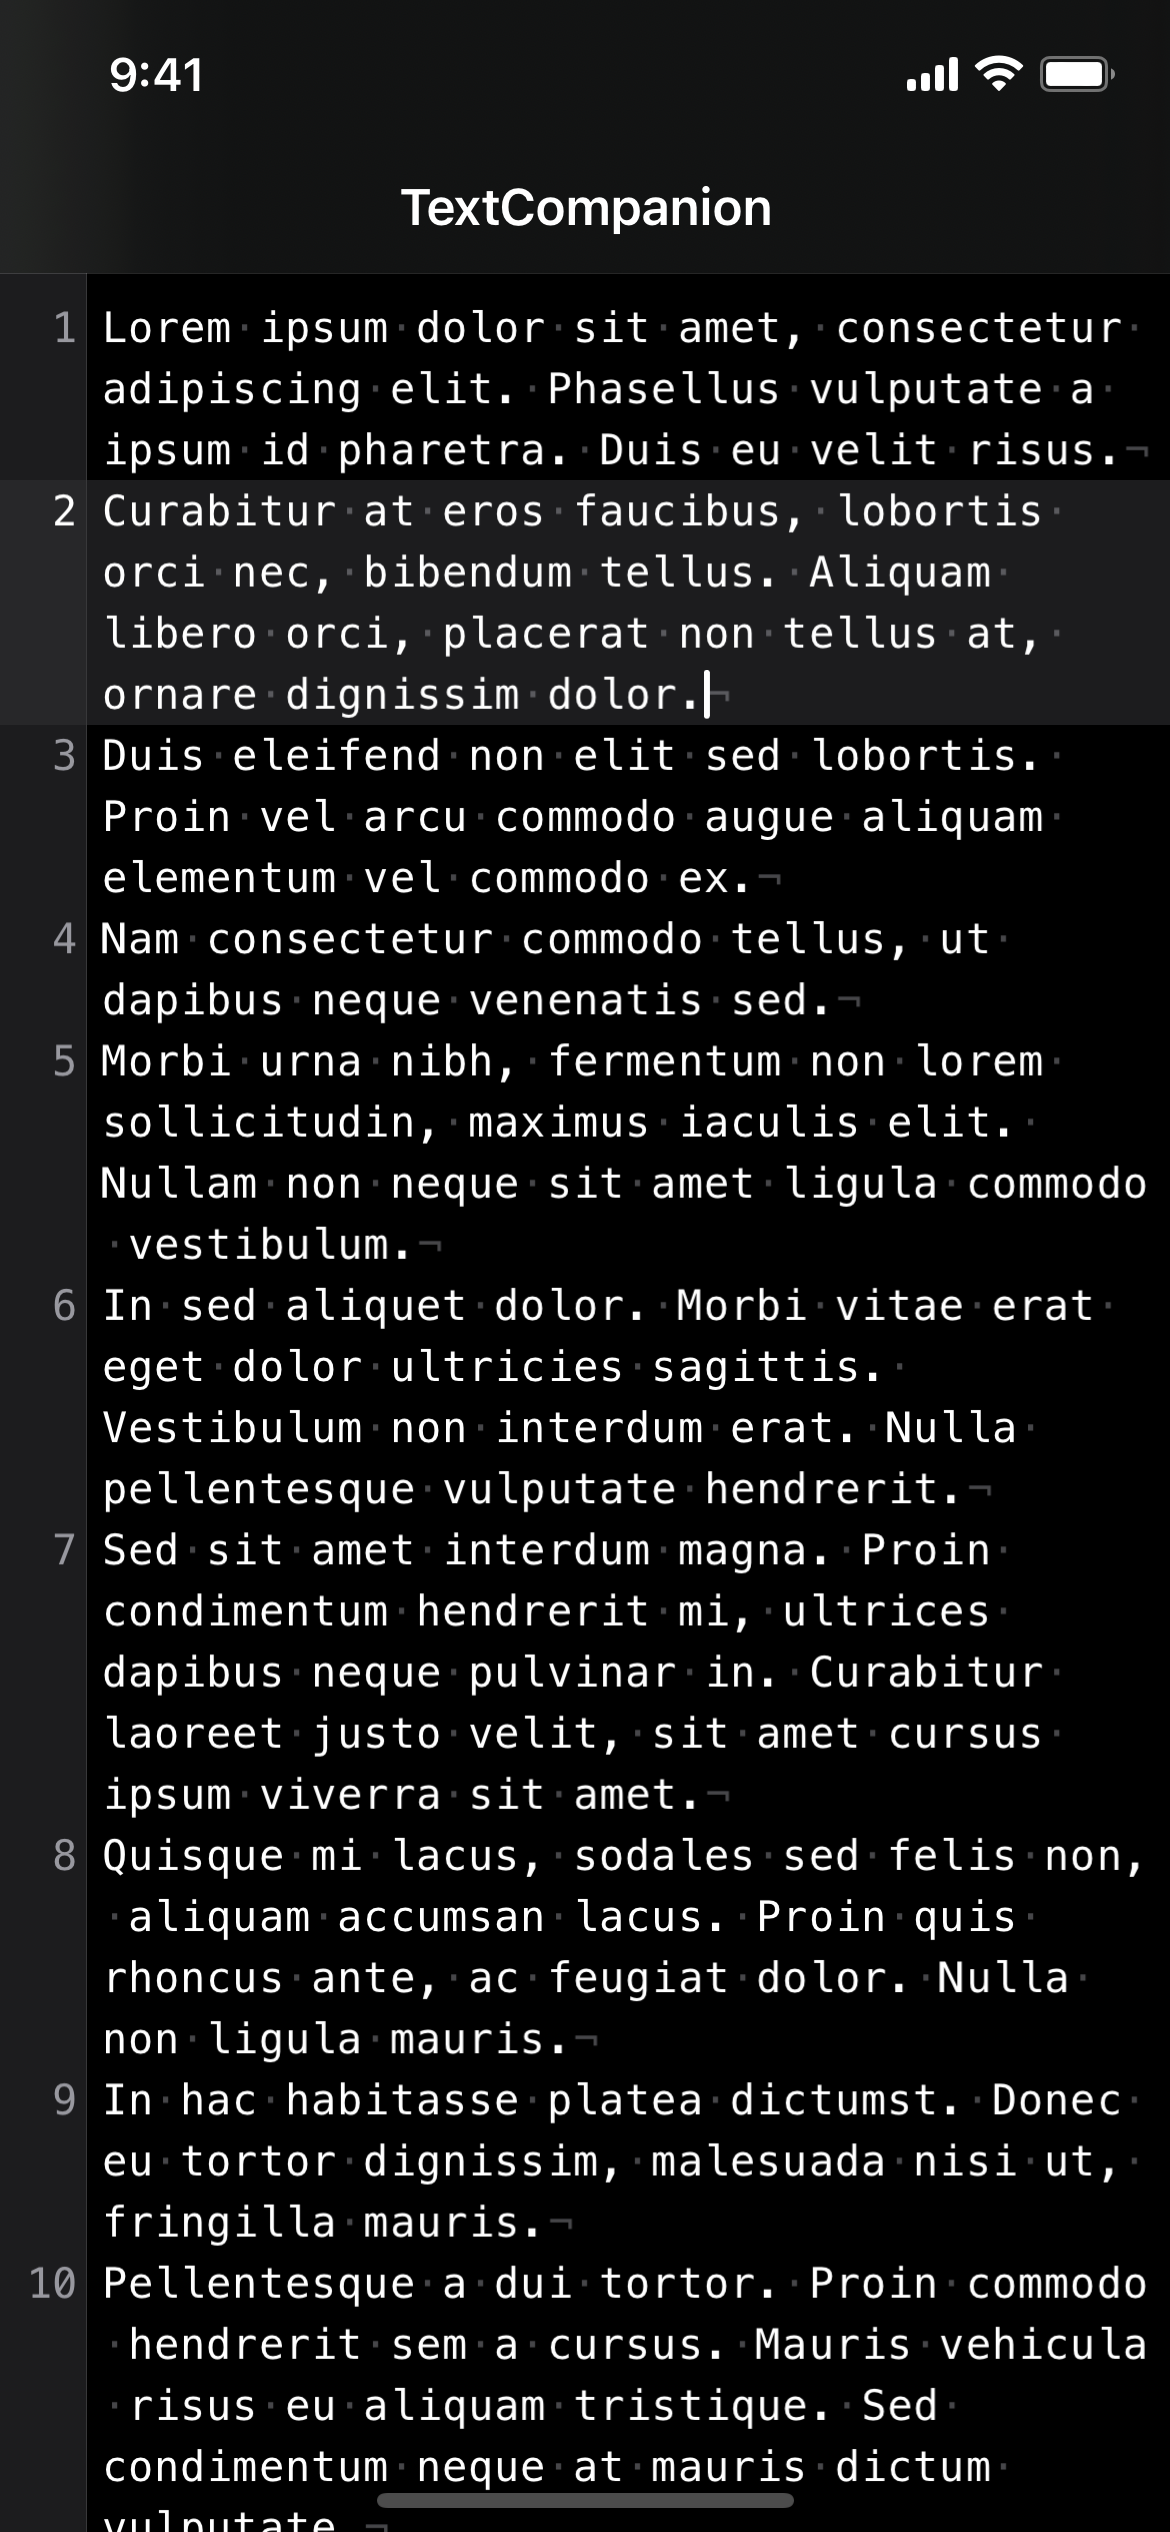 9:41
TextCompanion
1 Lorem·ipsum·dolor·sit·amet,·consectetur·
adipiscing·elit.·Phasellus·vulputate·a·
ipsum·id·pharetra.·Duis·eu·velit·risus.¬
2 Curabitur·at·eros·faucibus,·lobortis·
orci·nec,·bibendum·tellus.·Aliquam·
libero·orci,·placerat·non·tellus·at,·
ornare·dignissim·dolor.¬
3 Duis·eleifend·non·elit·sed·lobortis.·
Proin·vel·arcu·commodo·augue·aliquam·
elementum·vel·commodo·ex.¬
4 Nam·consectetur·commodo·tellus,·ut·
dapibus·neque·venenatis·sed.¬
5 Morbi·urna·nibh,·fermentum·non·lorem·
sollicitudin,·maximus·iaculis·elit.·
Nullam·non·neque·sit·amet·ligula·commodo
·vestibulum.¬
6 In·sed·aliquet·dolor.·Morbi·vitae·erat·
eget·dolor·ultricies·sagittis.·
Vestibulum·non·interdum·erat.·Nulla·
pellentesque·vulputate·hendrerit.¬
7 Sed·sit·amet·interdum·magna.·Proin·
condimentum·hendrerit·mi,·ultrices·
dapibus·neque·pulvinar·in.·Curabitur·
laoreet·justo·velit,·sit·amet·cursus·
ipsum·viverra·sit·amet.¬
8 Quisque·mi·lacus,·sodales·sed·felis·non,
·aliquam·accumsan·lacus.·Proin·quis·
rhoncus·ante,·ac·feugiat·dolor.·Nulla·
non·ligula·mauris.¬
9 In·hac·habitasse·platea·dictumst.·Donec·
eu·tortor·dignissim,·malesuada·nisi·ut,·
fringilla·mauris.¬
10 Pellentesque·a·dui·tortor.·Proin·commodo
·hendrerit·sem·a·cursus.·Mauris·vehicula
·risus·eu·aliquam·tristique.·Sed·
condimentum·neque·at·mauris·dictum·
vulputate.¬